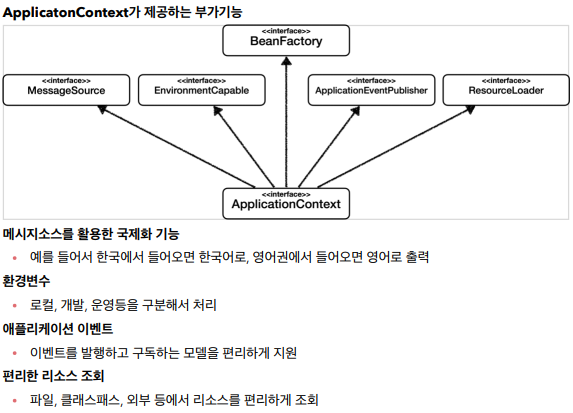 ApplicatonContext가 제공하는 부가기능
<<interface>>
BeanFactory
<<interface>>
MessageSource
<<interface>>
EnvironmentCapable
<<interface>>
ApplicationEventPublisher
<<interface>>
ResourceLoader
<<interface>>
ApplicationContext
메시지소스를 활용한 국제화 기능
• 예를 들어서 한국에서 들어오면 한국어로, 영어권에서 들어오면 영어로 출력
환경변수
• 로컬, 개발, 운영등을 구분해서 처리
애플리케이션 이벤트
• 이벤트를 발행하고 구독하는 모델을 편리하게 지원
편리한 리소스 조회
• 파일, 클래스패스, 외부 등에서 리소스를 편리하게 조회